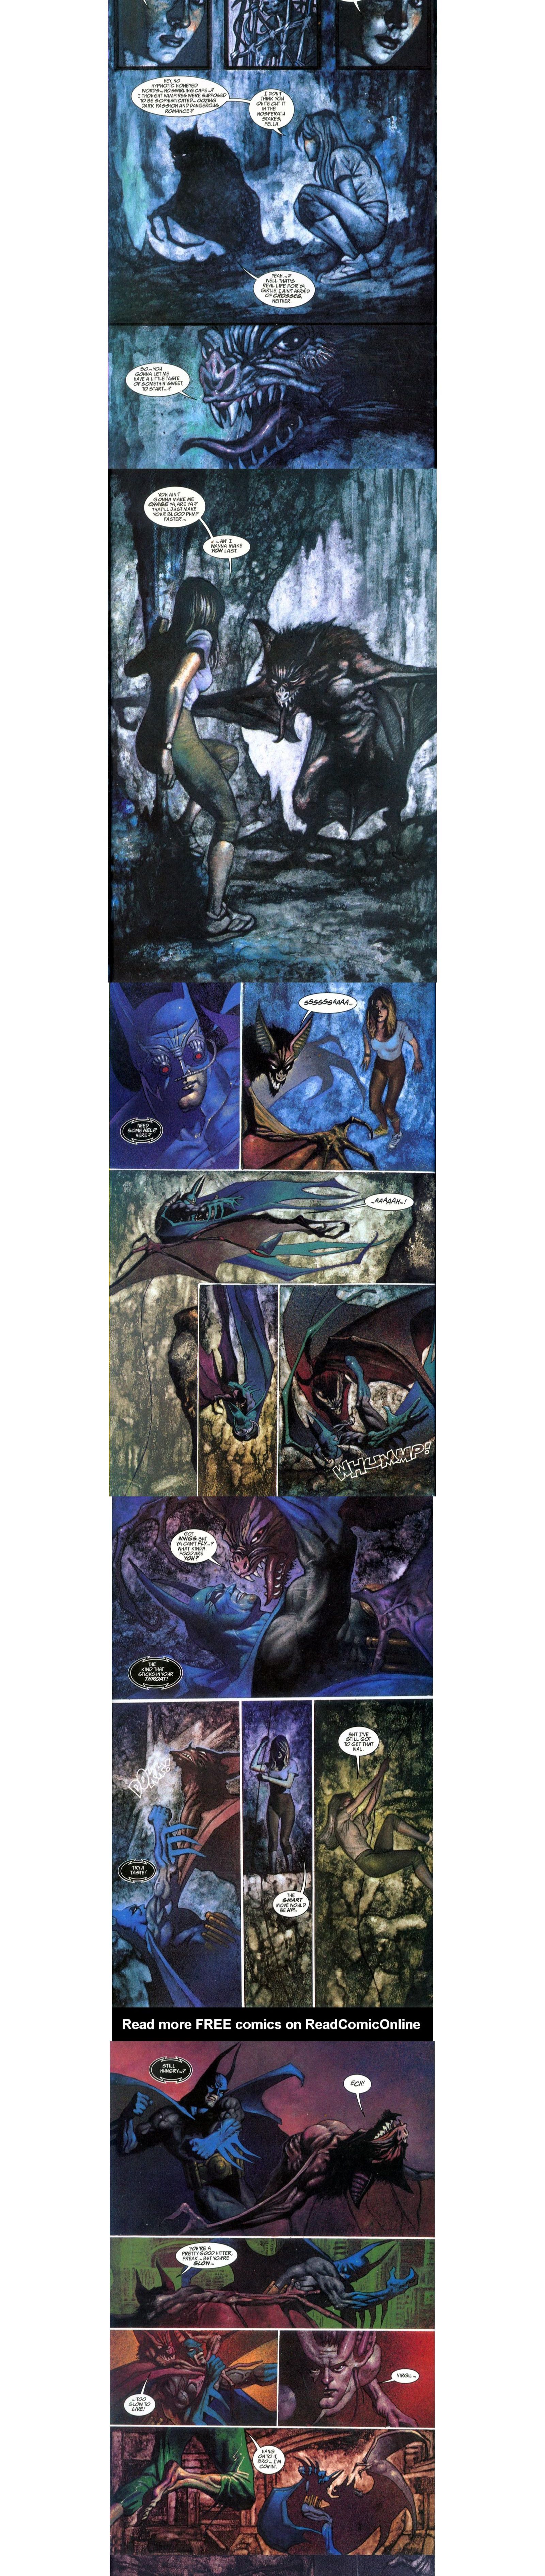 HEY, NO
HYPNOTIC HONEYED
WORDS... NO SWIRLING CAPE...?
I THOUGHT VAMPIRES WERE SUPPOSED
TO BE SOPHISTICATED... OOZING
DARK PASSION AND DANGEROUS
ROMANCE?
I DON'T
THINK YOU
QUITE CUT IT
IN THE
NOSFERATU
STAKES,
FELLA.
YEAH...?
WELL THAT'S
REAL LIFE FOR YA,
GIRLIE. I AIN'T AFRAID
OF CROSSES,
NEITHER.
SO... YOU
GONNA LET ME
HAVE A LITTLE TASTE
OF SOMETHIN' SWEET,
TO START...?
YOU AIN'T
GONNA MAKE ME
CHASE YA, ARE YA?
THAT'LL JUST MAKE
YOUR BLOOD PUMP
FASTER...
...AN' I
WANNA MAKE
YOU LAST.
NEED
SOME HELP
HERE?
SSSSSSAAAA...
...AAAAAH...!
WHUMMP!
GOT
WINGS BUT
YA CAN'T FLY...?
WHAT KINDA
FOOD ARE
YOU?
THE
KIND THAT
STICKS IN YOUR
THROAT!
TRY A
TASTE!
THE
SMART
MOVE WOULD
BE UP...
BUT I'VE
STILL GOT
TO GET THAT
VIAL.
Read more FREE comics on ReadComicOnline
STILL
HUNGRY...?
ECH!
YOU'RE A
PRETTY GOOD HITTER,
FREAK... BUT YOU'RE
SLOW...
...TOO
SLOW TO
LIVE!
VIRGIL...
HANG
ON TO IT,
BRO'... I'M
COMIN'.